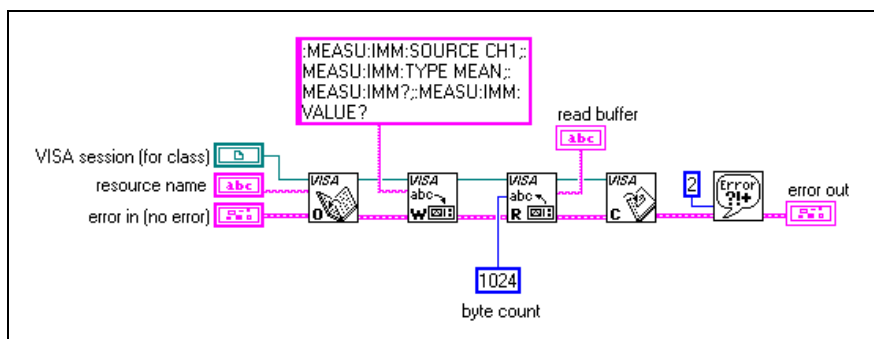 :MEASU:IMM:SOURCE CH1;:
MEASU:IMM:TYPE MEAN;:
MEASU:IMM?;:MEASU:IMM:
VALUE?
read buffer
abc
VISA session (for class)
resource name
abc
error in (no error)
VISA
O
VISA
abc
W
VISA
abc
R
VISA
C
2
Error
?!+
error out
1024
byte count